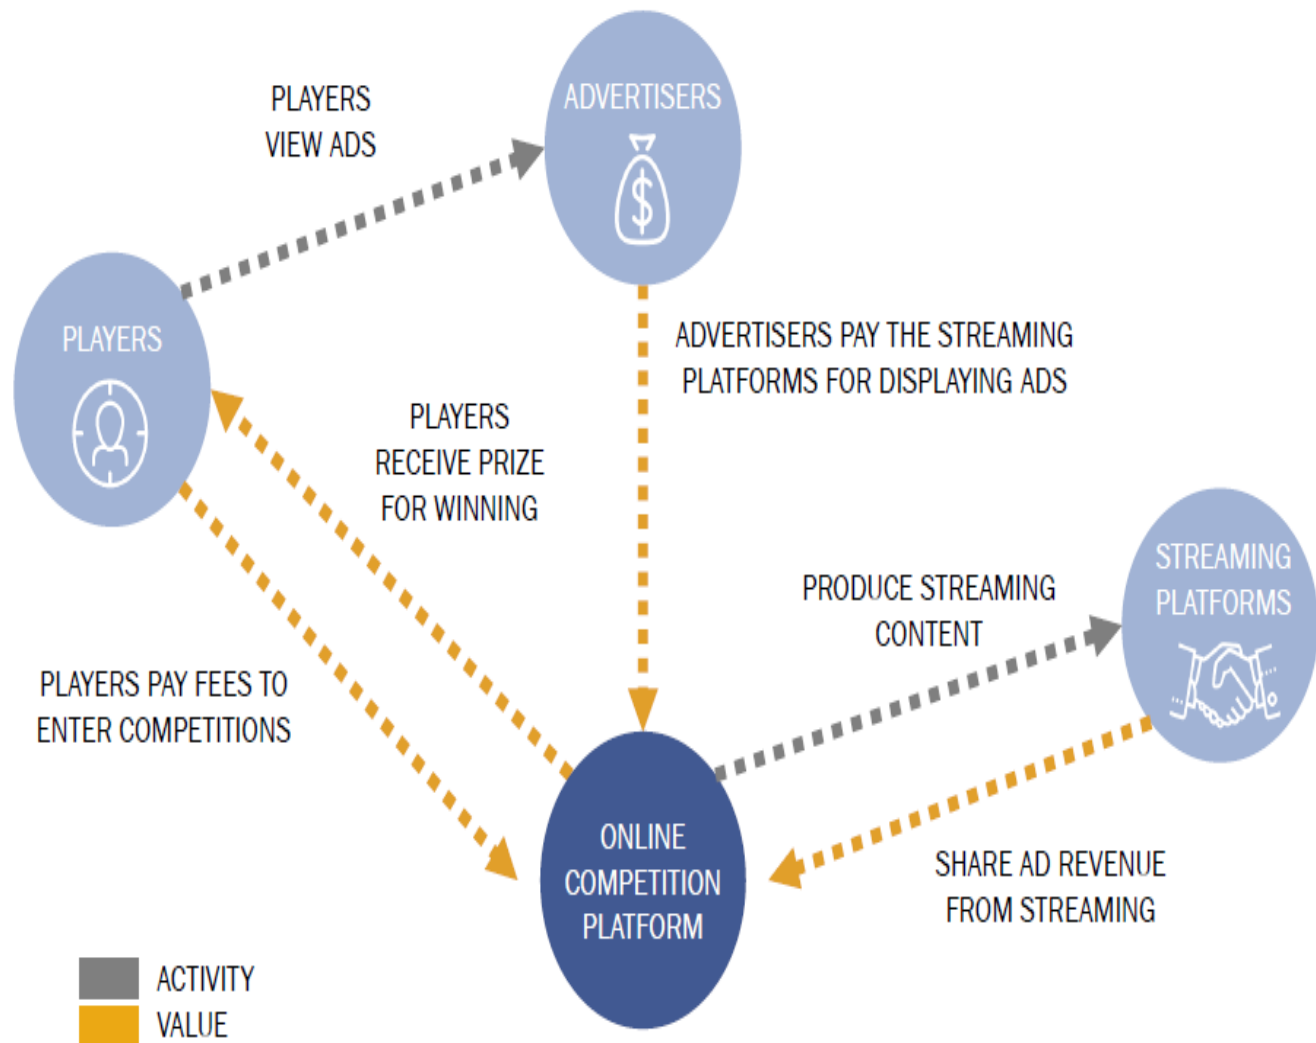 PLAYERS
VIEW ADS
ADVERTISERS
$
PLAYERS
ADVERTISERS PAY THE STREAMING
PLATFORMS FOR DISPLAYING ADS
PLAYERS
RECEIVE PRIZE
FOR WINNING
STREAMING
PLATFORMS
PRODUCE STREAMING
CONTENT
PLAYERS PAY FEES TO
ENTER COMPETITIONS
ONLINE
COMPETITION
PLATFORM
SHARE AD REVENUE
FROM STREAMING
ACTIVITY
VALUE